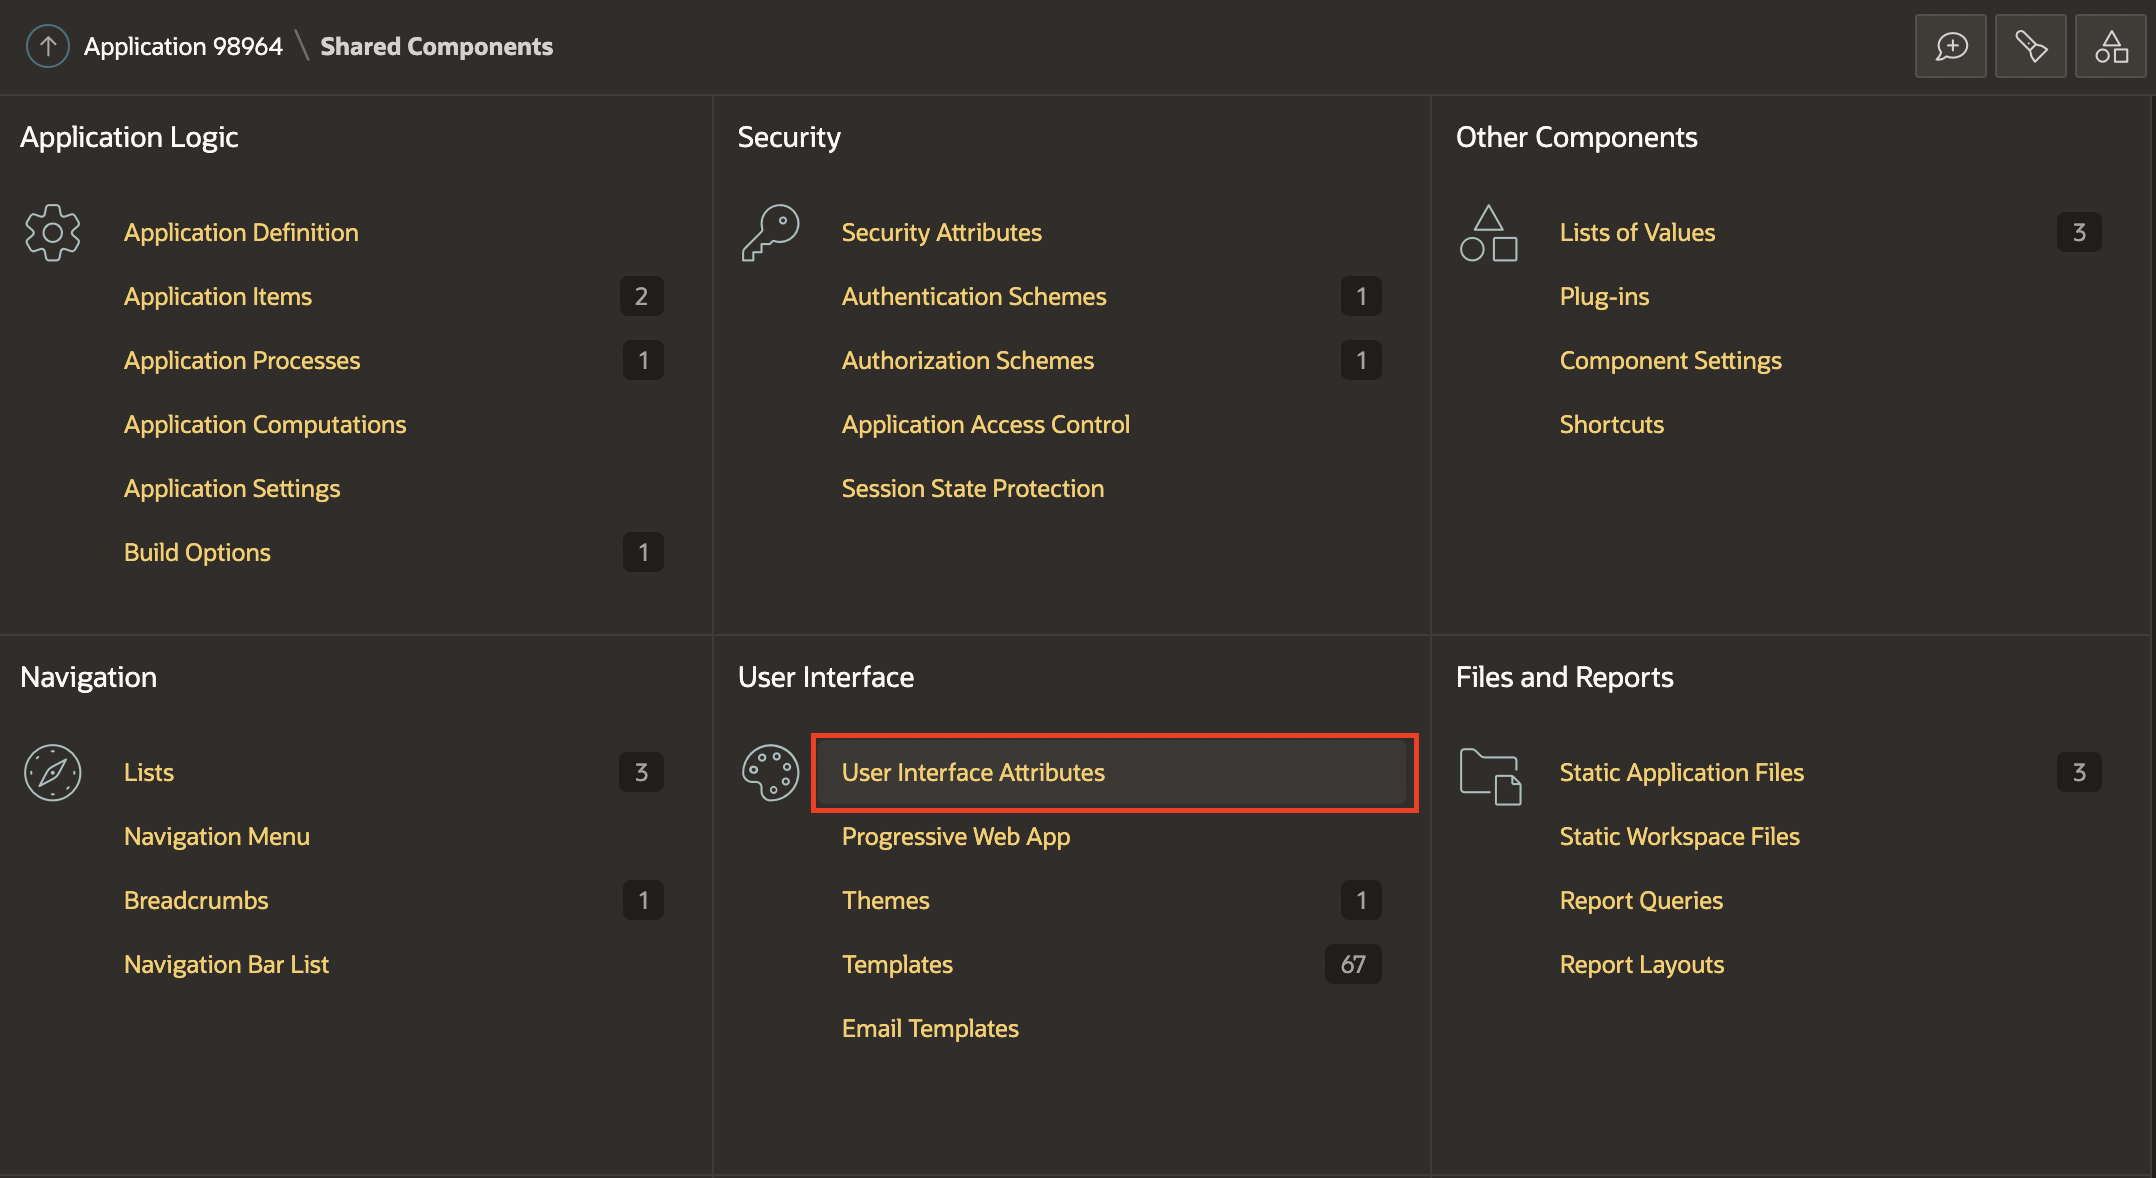 Application 98964 \ Shared Components
Application Logic
Application Definition
Application Items 2
Application Processes 1
Application Computations
Application Settings
Build Options 1
Security
Security Attributes
Authentication Schemes 1
Authorization Schemes 1
Application Access Control
Session State Protection
Other Components
Lists of Values 3
Plug-ins
Component Settings
Shortcuts
Navigation
Lists 3
Navigation Menu
Breadcrumbs 1
Navigation Bar List
User Interface
User Interface Attributes
Progressive Web App
Themes 1
Templates 67
Email Templates
Files and Reports
Static Application Files 3
Static Workspace Files
Report Queries
Report Layouts